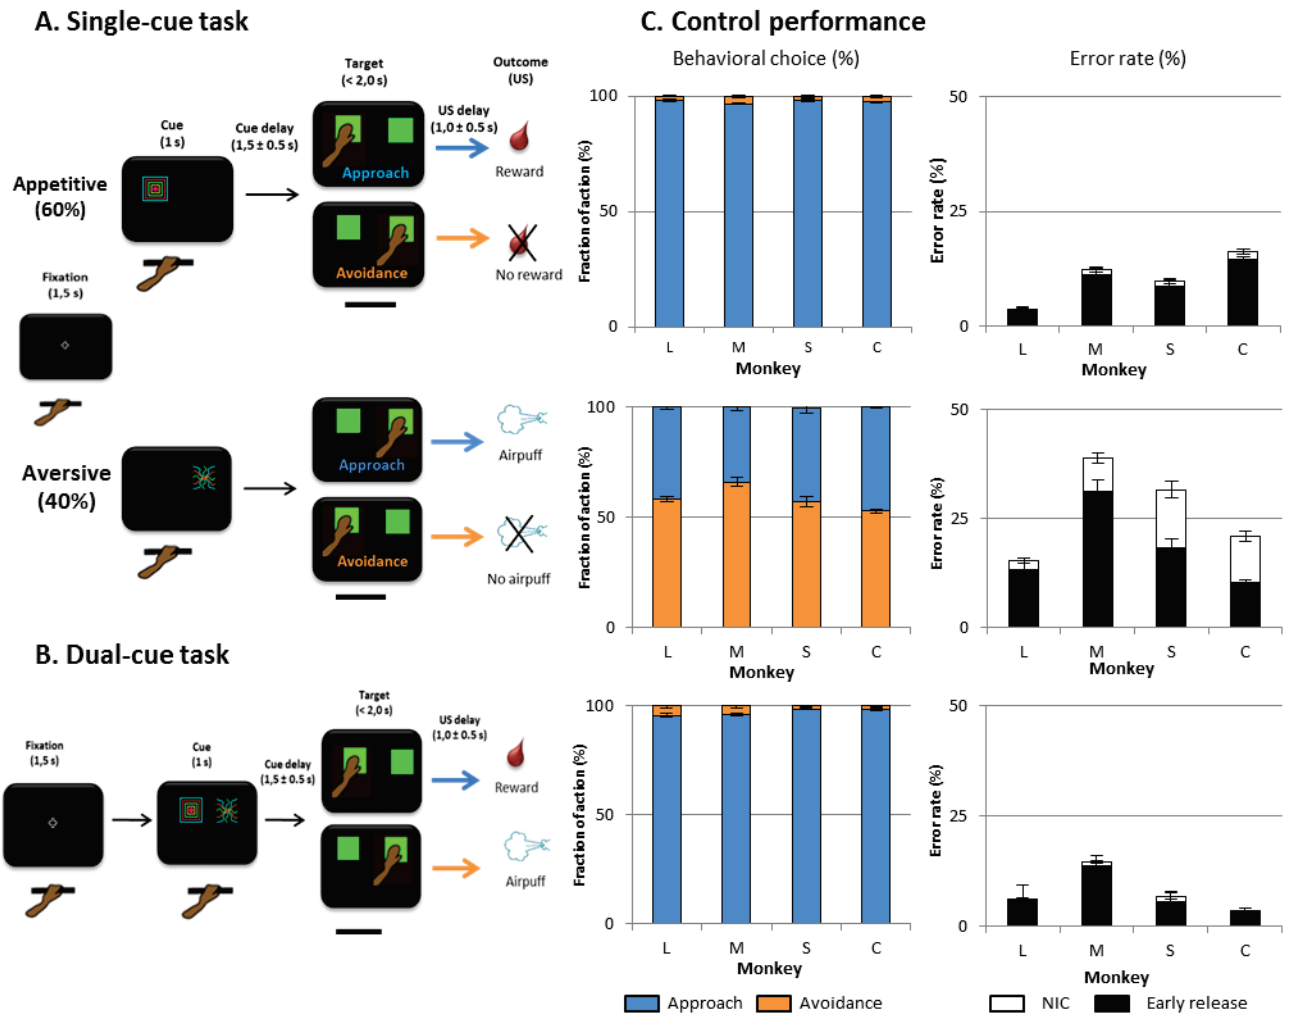 A. Single-cue task
Cue
(1 s)
Cue delay
(1,5 ± 0.5 s)
Target
(< 2,0 s)
US delay
(1,0 ± 0.5 s)
Outcome
(US)
Appetitive
(60%)
Approach
Reward
Avoidance
No reward
Fixation
(1,5 s)
Aversive
(40%)
Approach
Airpuff
Avoidance
No airpuff
B. Dual-cue task
Fixation
(1,5 s)
Cue
(1 s)
Cue delay
(1,5 ± 0.5 s)
Target
(< 2,0 s)
US delay
(1,0 ± 0.5 s)
Reward
Airpuff
C. Control performance
Behavioral choice (%)
Fraction of action (%)
100
50
0
L M S C
Monkey
Error rate (%)
Error rate (%)
50
25
0
L M S C
Monkey
Fraction of action (%)
100
50
0
L M S C
Monkey
Error rate (%)
50
25
0
L M S C
Monkey
Fraction of action (%)
100
50
0
L M S C
Monkey
Error rate (%)
50
25
0
L M S C
Monkey
Approach Avoidance
NIC Early release